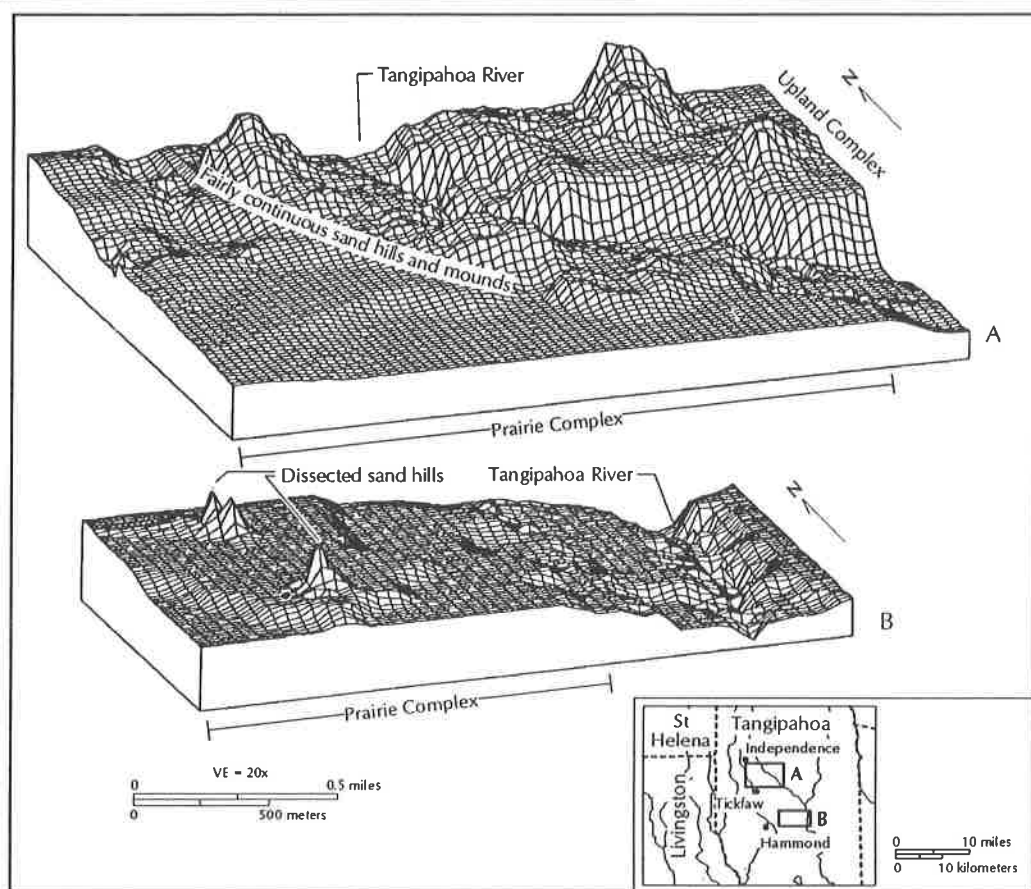 Tangipahoa River
N
Upland Complex
Fairly continuous sand hills and mounds
A
Prairie Complex
Dissected sand hills
Tangipahoa River
N
B
Prairie Complex
VE = 20x
0 0.5 miles
0 500 meters
St
Helena
Tangipahoa
Independence
A
Tickfaw
B
Livingston
Hammond
0 10 miles
0 10 kilometers